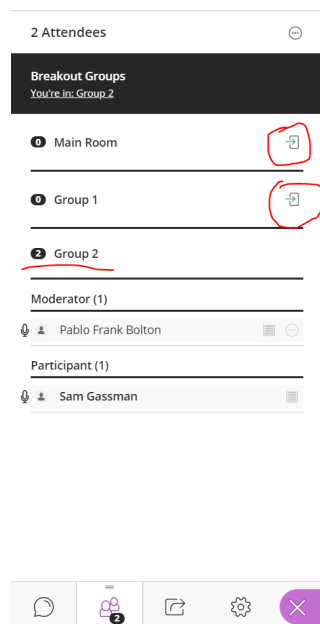 2 Attendees
Breakout Groups
You're in: Group 2
0 Main Room
0 Group 1
2 Group 2
Moderator (1)
Pablo Frank Bolton
Participant (1)
Sam Gassman
2